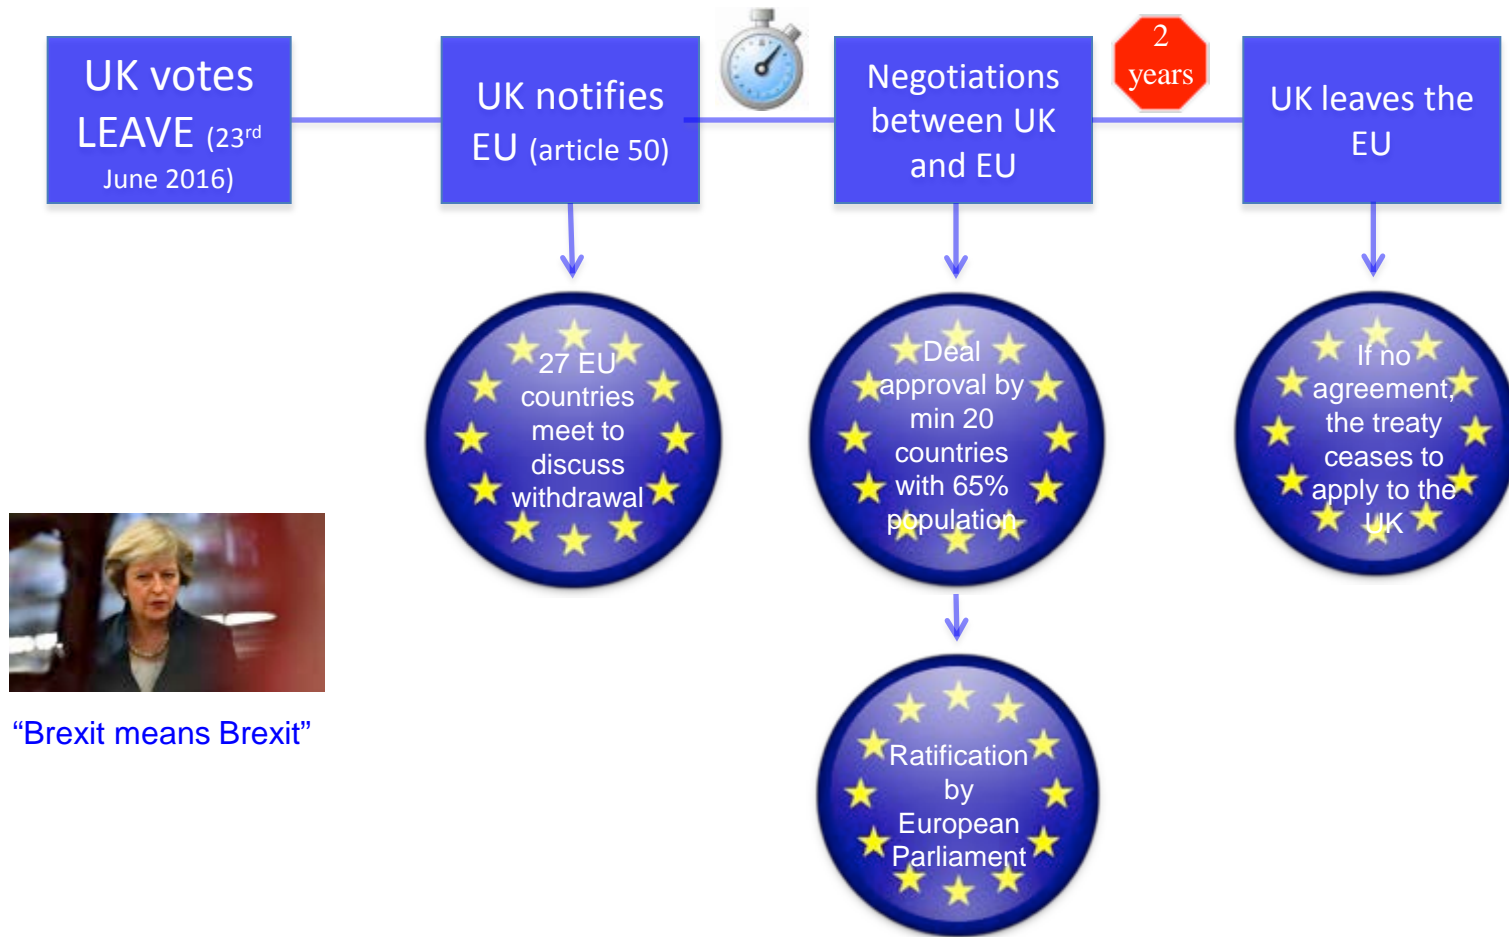 UK votes
LEAVE (23rd
June 2016)
UK notifies
EU (article 50)
Negotiations
between UK
and EU
2
years
UK leaves the
EU
27 EU
countries
meet to
discuss
withdrawal
Deal
approval by
min 20
countries
with 65%
population
If no
agreement,
the treaty
ceases to
apply to the
UK
“Brexit means Brexit”
Ratification
by
European
Parliament